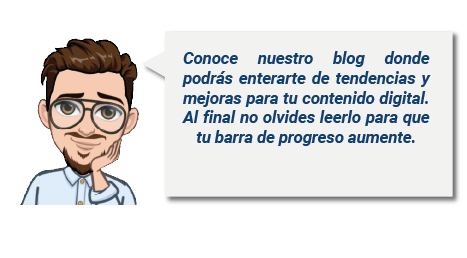 Conoce nuestro blog donde
podrás enterarte de tendencias y
mejoras para tu contenido digital.
Al final no olvides leerlo para que
tu barra de progreso aumente.